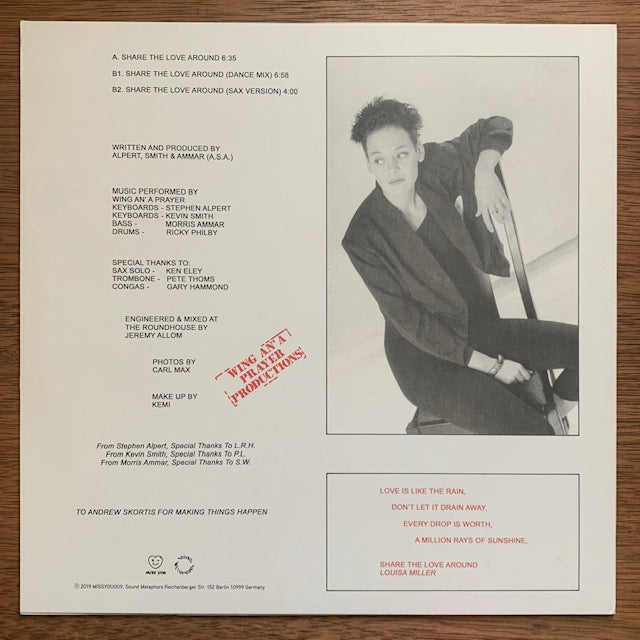 A. SHARE THE LOVE AROUND 6:35
B1. SHARE THE LOVE AROUND (DANCE MIX) 6:58
B2. SHARE THE LOVE AROUND (SAX VERSION) 4:00
WRITTEN AND PRODUCED BY
ALPERT, SMITH & AMMAR (A.S.A.)
MUSIC PERFORMED BY
WING AN' A PRAYER
KEYBOARDS - STEPHEN ALPERT
KEYBOARDS - KEVIN SMITH
BASS - MORRIS AMMAR
DRUMS - RICKY PHILBY
SPECIAL THANKS TO:
SAX SOLO - KEN ELEY
TROMBONE - PETE THOMS
CONGAS - GARY HAMMOND
ENGINEERED & MIXED AT
THE ROUNDHOUSE BY
JEREMY ALLOM
PHOTOS BY
CARL MAX
MAKE UP BY
KEMI
WING AN' A
PRAYER
PRODUCTIONS
From Stephen Alpert, Special Thanks To L.R.H.
From Kevin Smith, Special Thanks To P.L.
From Morris Ammar, Special Thanks To S.W.
TO ANDREW SKORTIS FOR MAKING THINGS HAPPEN
MISS YOU
℗ 2019 MISSYOU009. Sound Metaphors Reichenberger Str. 152 Berlin 10999 Germany
LOVE IS LIKE THE RAIN,
DON'T LET IT DRAIN AWAY,
EVERY DROP IS WORTH,
A MILLION RAYS OF SUNSHINE,
SHARE THE LOVE AROUND
LOUISA MILLER